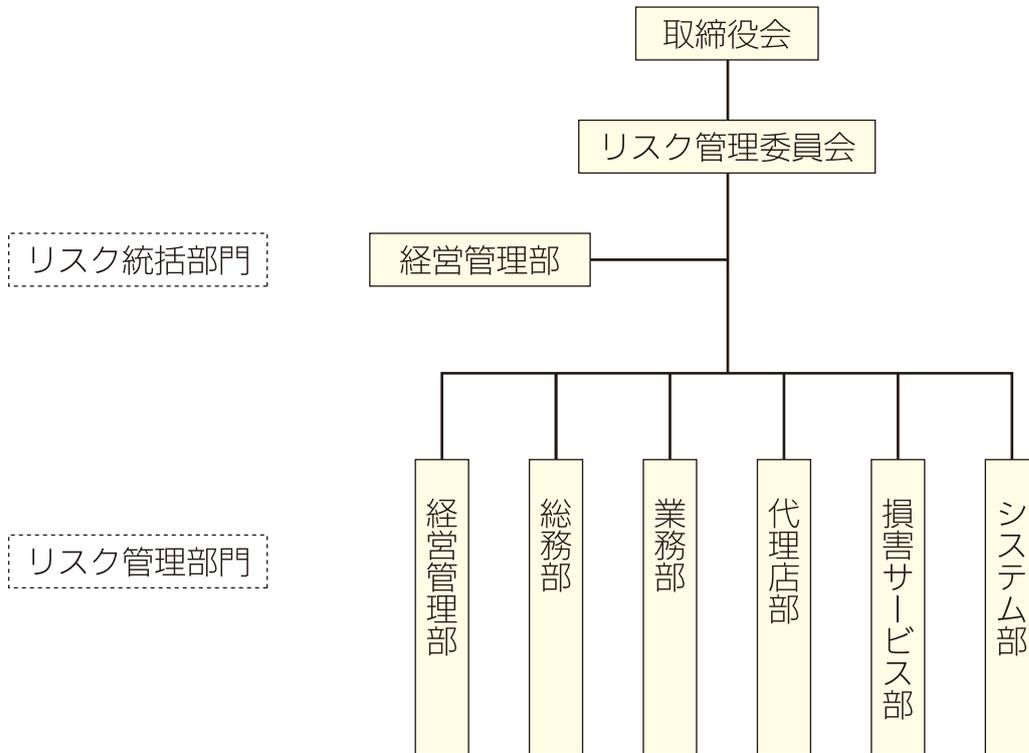 取締役会
リスク管理委員会
リスク統括部門
経営管理部
リスク管理部門
経営管理部
総務部
業務部
代理店部
損害サービス部
システム部